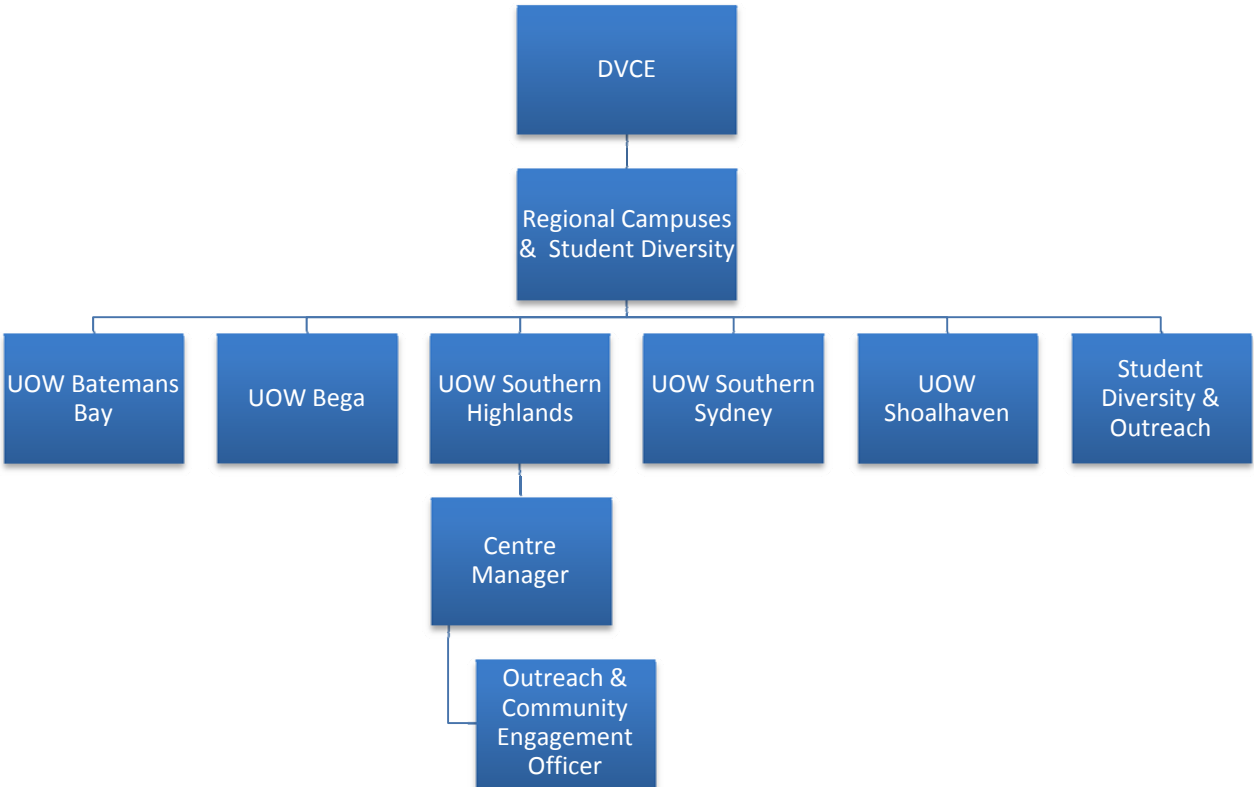 DVCE
Regional Campuses
& Student Diversity
UOW Batemans
Bay
UOW Bega
UOW Southern
Highlands
UOW Southern
Sydney
UOW
Shoalhaven
Student
Diversity &
Outreach
Centre
Manager
Outreach &
Community
Engagement
Officer